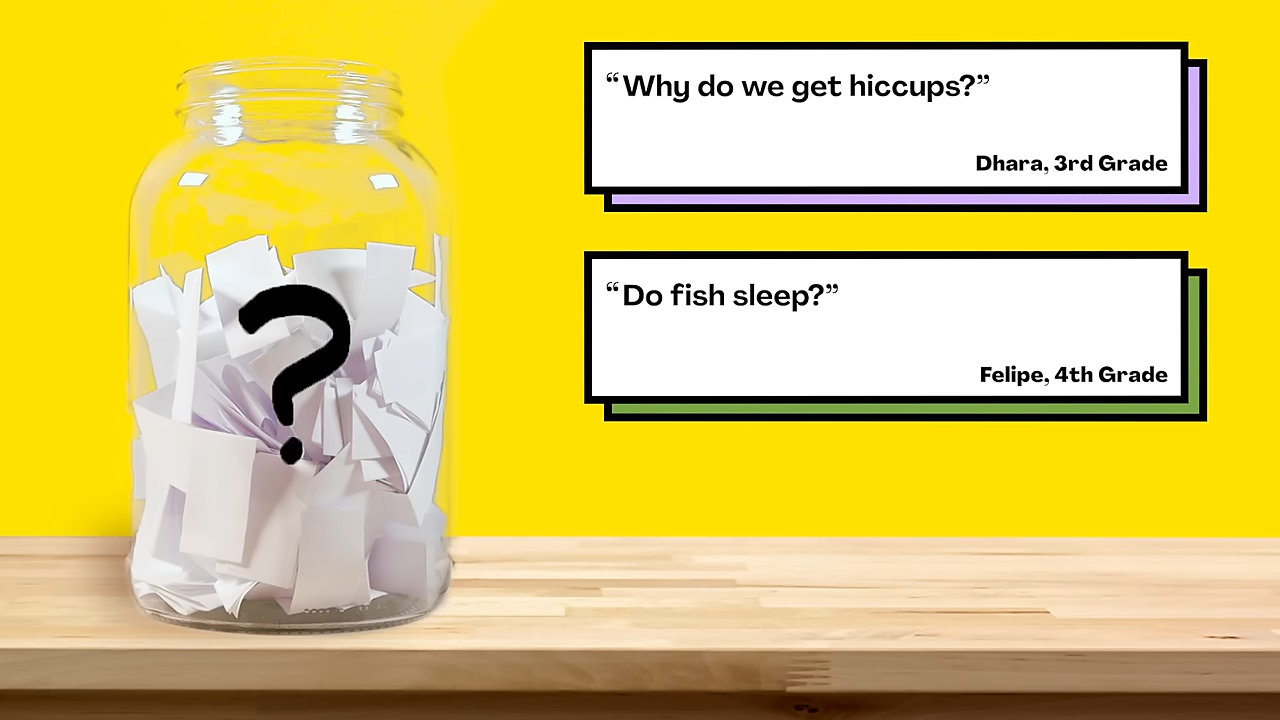 ?
“Why do we get hiccups?”
Dhara, 3rd Grade
“Do fish sleep?”
Felipe, 4th Grade